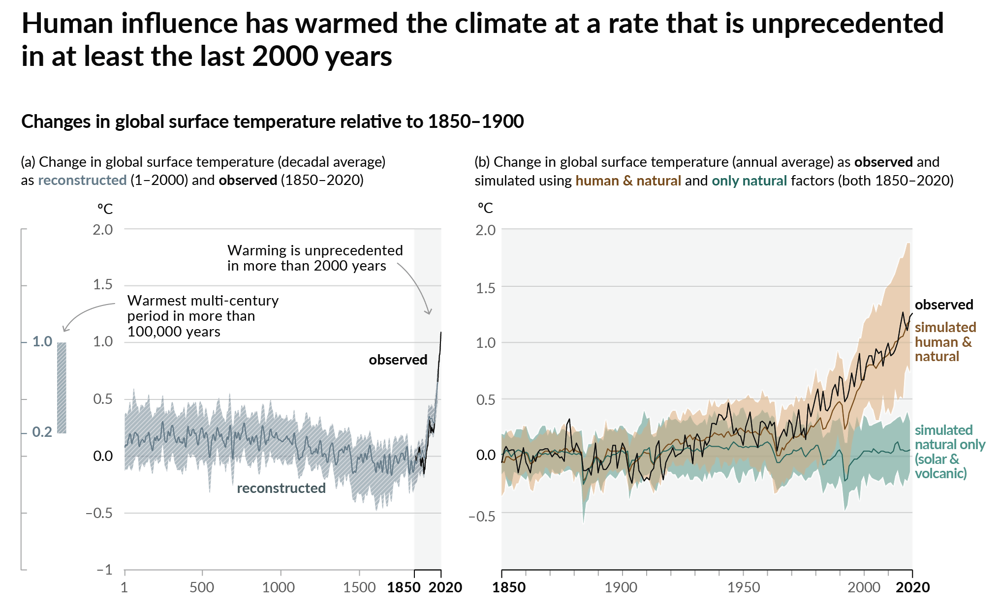 Human influence has warmed the climate at a rate that is unprecedented
in at least the last 2000 years
Changes in global surface temperature relative to 1850–1900
(a) Change in global surface temperature (decadal average)
as reconstructed (1–2000) and observed (1850–2020)
ºC
2.0
1.5
1.0
0.5
0.0
–0.5
–1
1.0
0.2
Warming is unprecedented
in more than 2000 years
Warmest multi-century
period in more than
100,000 years
observed
reconstructed
1
500
1000
1500
1850
2020
(b) Change in global surface temperature (annual average) as observed and
simulated using human & natural and only natural factors (both 1850–2020)
ºC
2.0
1.5
1.0
0.5
0.0
–0.5
observed
simulated
human &
natural
simulated
natural only
(solar &
volcanic)
1850
1900
1950
2000
2020